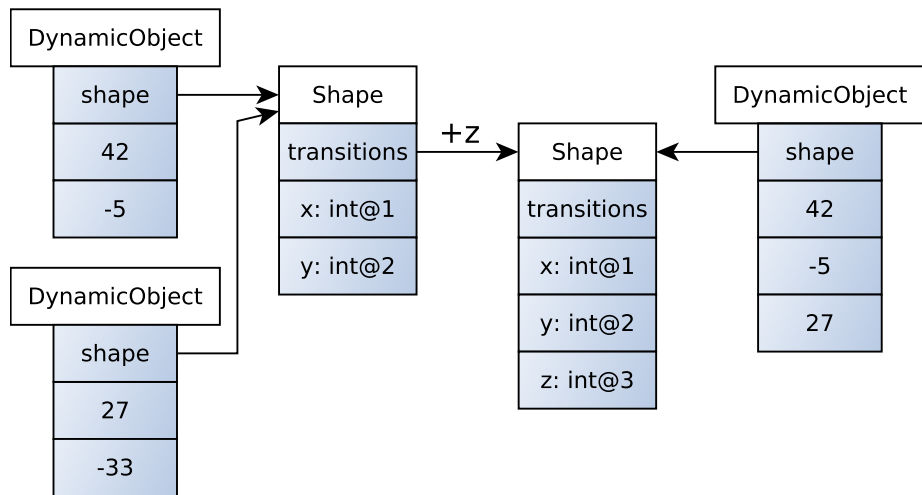 DynamicObject
shape
42
-5
DynamicObject
shape
27
-33
Shape
transitions
x: int@1
y: int@2
+z
Shape
transitions
x: int@1
y: int@2
z: int@3
DynamicObject
shape
42
-5
27